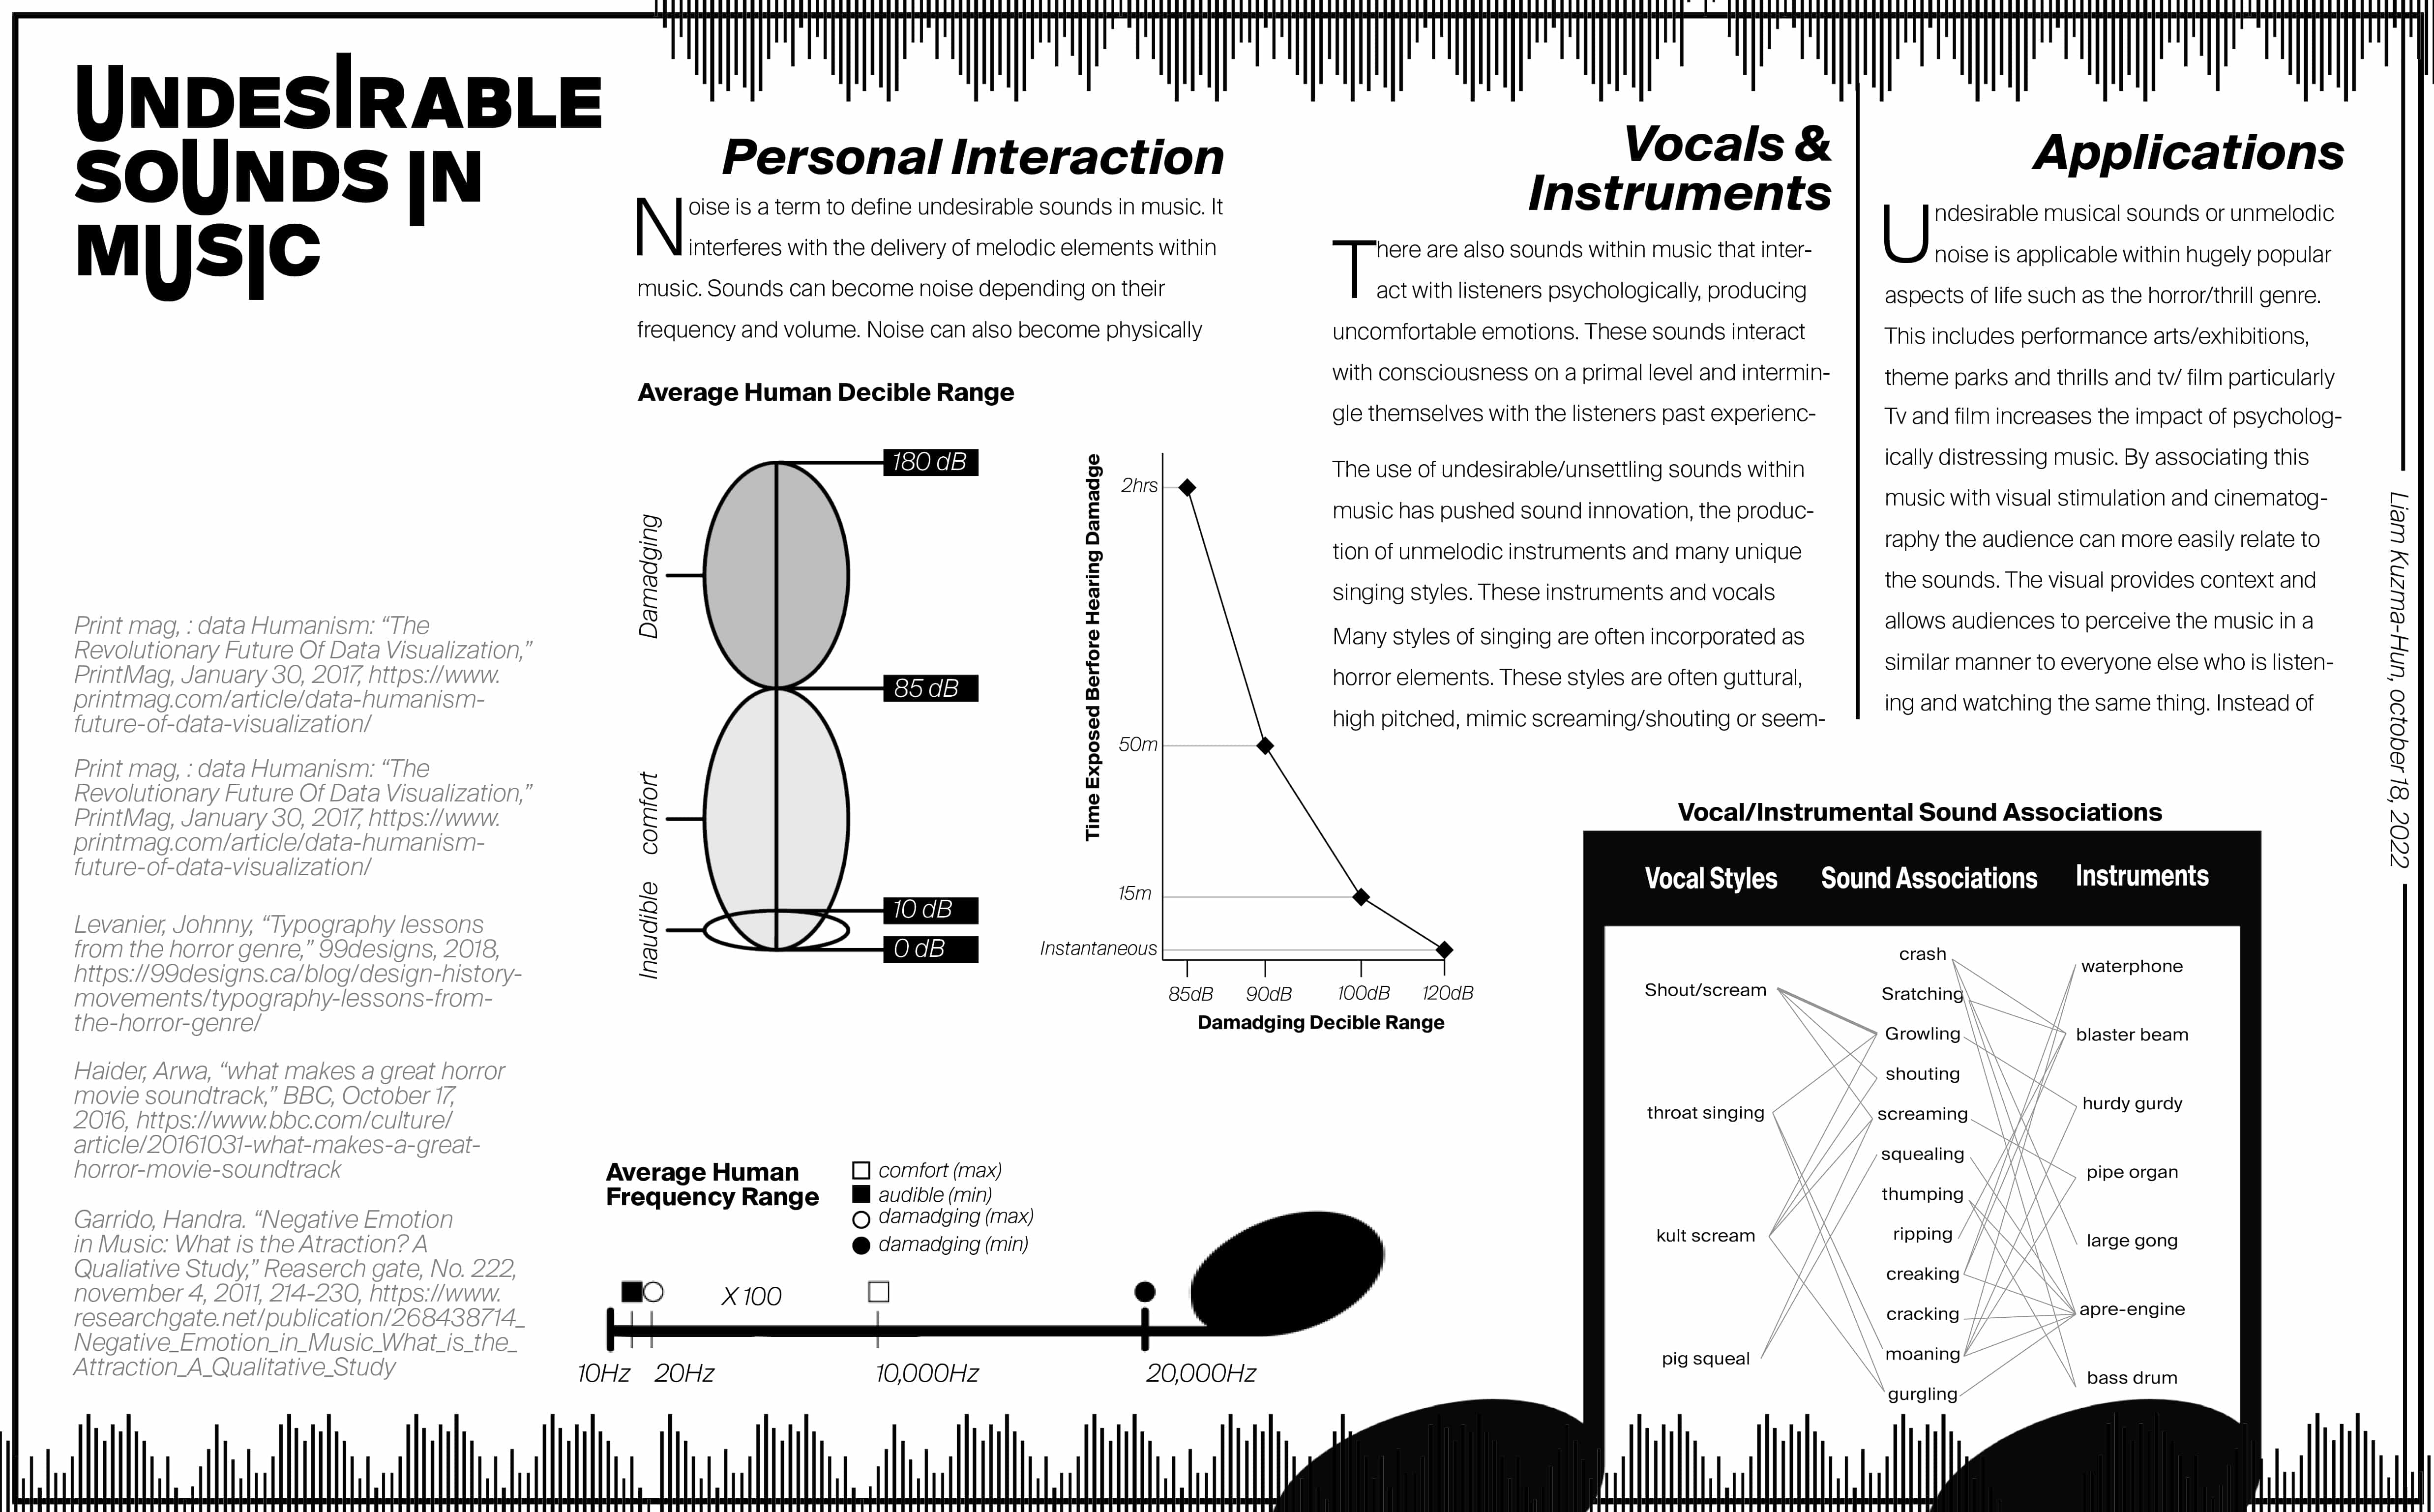 UNDESIRABLE
SOUNDS IN
MUSIC
Print mag, : data Humanism: “The
Revolutionary Future Of Data Visualization,”
PrintMag, January 30, 2017, https://www.
printmag.com/article/data-humanism-
future-of-data-visualization/
Print mag, : data Humanism: “The
Revolutionary Future Of Data Visualization,”
PrintMag, January 30, 2017, https://www.
printmag.com/article/data-humanism-
future-of-data-visualization/
Levanier, Johnny, “Typography lessons
from the horror genre,” 99designs, 2018,
https://99designs.ca/blog/design-history-
movements/typography-lessons-from-
the-horror-genre/
Haider, Arwa, “what makes a great horror
movie soundtrack,” BBC, October 17,
2016, https://www.bbc.com/culture/
article/20161031-what-makes-a-great-
horror-movie-soundtrack
Garrido, Handra. “Negative Emotion
in Music: What is the Atraction? A
Qualiative Study,” Reaserch gate, No. 222,
november 4, 2011, 214-230, https://www.
researchgate.net/publication/268438714_
Negative_Emotion_in_Music_What_is_the_
Attraction_A_Qualitative_Study
Personal Interaction
Noise is a term to define undesirable sounds in music. It
interferes with the delivery of melodic elements within
music. Sounds can become noise depending on their
frequency and volume. Noise can also become physically
Average Human Decible Range
180 dB
85 dB
10 dB
0 dB
Damadging
comfort
Inaudible
Time Exposed Berfore Hearing Damadge
2hrs
50m
15m
Instantaneous
85dB
90dB
100dB
120dB
Damadging Decible Range
Average Human
Frequency Range
comfort (max)
audible (min)
damadging (max)
damadging (min)
X 100
10Hz
20Hz
10,000Hz
20,000Hz
Vocals &
Instruments
There are also sounds within music that inter-
act with listeners psychologically, producing
uncomfortable emotions. These sounds interact
with consciousness on a primal level and intermin-
gle themselves with the listeners past experienc-
The use of undesirable/unsettling sounds within
music has pushed sound innovation, the produc-
tion of unmelodic instruments and many unique
singing styles. These instruments and vocals
Many styles of singing are often incorporated as
horror elements. These styles are often guttural,
high pitched, mimic screaming/shouting or seem-
Applications
Undesirable musical sounds or unmelodic
noise is applicable within hugely popular
aspects of life such as the horror/thrill genre.
This includes performance arts/exhibitions,
theme parks and thrills and tv/ film particularly
Tv and film increases the impact of psycholog-
ically distressing music. By associating this
music with visual stimulation and cinematog-
raphy the audience can more easily relate to
the sounds. The visual provides context and
allows audiences to perceive the music in a
similar manner to everyone else who is listen-
ing and watching the same thing. Instead of
Vocal/Instrumental Sound Associations
Vocal Styles
Sound Associations
Instruments
Shout/scream
throat singing
kult scream
pig squeal
crash
Sratching
Growling
shouting
screaming
squealing
thumping
ripping
creaking
cracking
moaning
gurgling
waterphone
blaster beam
hurdy gurdy
pipe organ
large gong
apre-engine
bass drum
Liam Kuzma-Hun, october 18, 2022